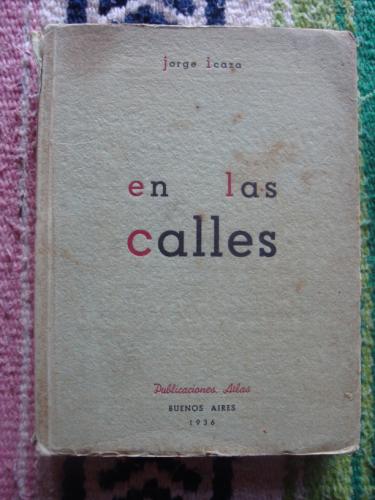 jorge icaza
en las
calles
Publicaciones Atlas
BUENOS AIRES
1936